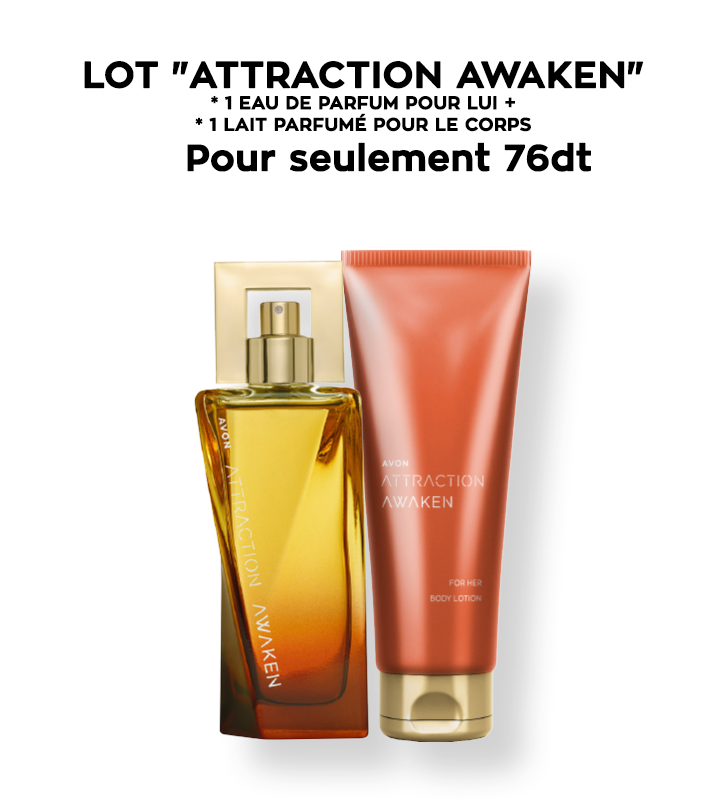 LOT "ATTRACTION AWAKEN"
* 1 EAU DE PARFUM POUR LUI +
* 1 LAIT PARFUMÉ POUR LE CORPS
Pour seulement 76dt
AVON
ATTRACTION AWAKEN
AVON
ATTRACTION
AWAKEN
FOR HER
BODY LOTION